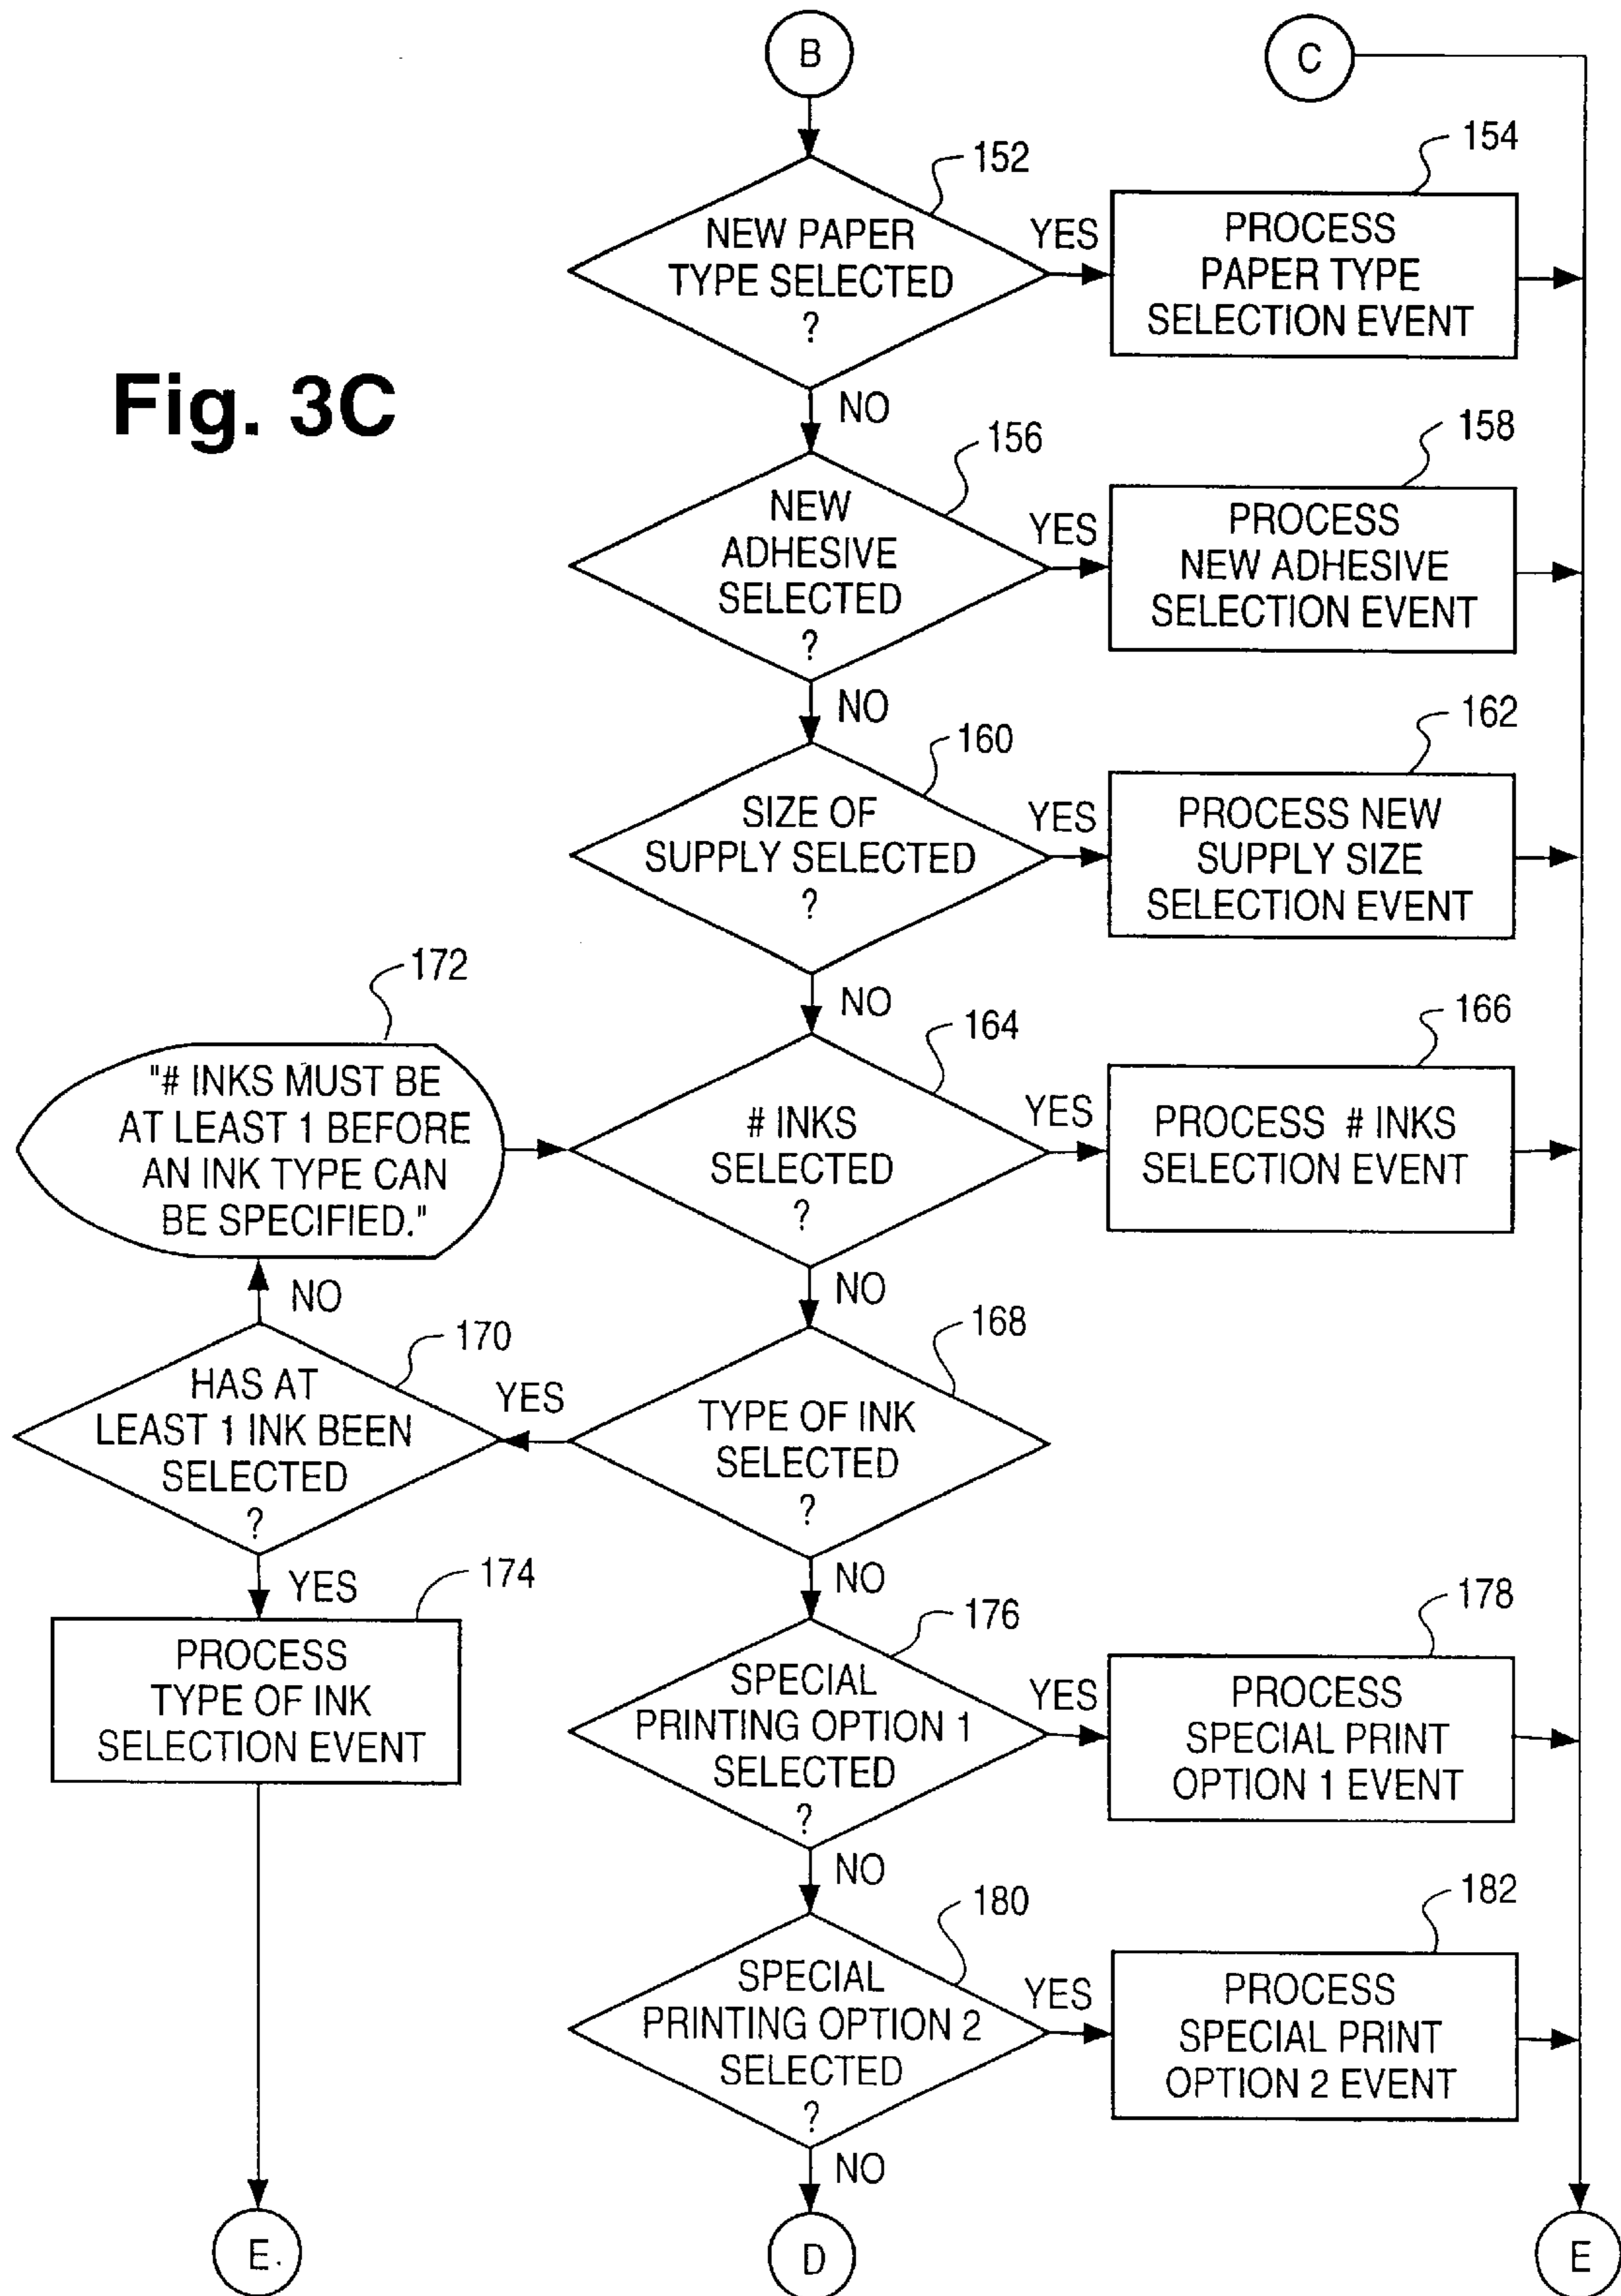 B
C
152
154
NEW PAPER
TYPE SELECTED
?
YES
PROCESS
PAPER TYPE
SELECTION EVENT
Fig. 3C
NO
156
158
NEW
ADHESIVE
SELECTED
?
YES
PROCESS
NEW ADHESIVE
SELECTION EVENT
NO
160
162
SIZE OF
SUPPLY SELECTED
?
YES
PROCESS NEW
SUPPLY SIZE
SELECTION EVENT
NO
172
164
166
"# INKS MUST BE
AT LEAST 1 BEFORE
AN INK TYPE CAN
BE SPECIFIED."
# INKS
SELECTED
?
YES
PROCESS # INKS
SELECTION EVENT
NO
NO
170
168
HAS AT
LEAST 1 INK BEEN
SELECTED
?
YES
TYPE OF INK
SELECTED
?
YES
NO
174
176
178
PROCESS
TYPE OF INK
SELECTION EVENT
SPECIAL
PRINTING OPTION 1
SELECTED
?
YES
PROCESS
SPECIAL PRINT
OPTION 1 EVENT
NO
180
182
SPECIAL
PRINTING OPTION 2
SELECTED
?
YES
PROCESS
SPECIAL PRINT
OPTION 2 EVENT
NO
E
D
E